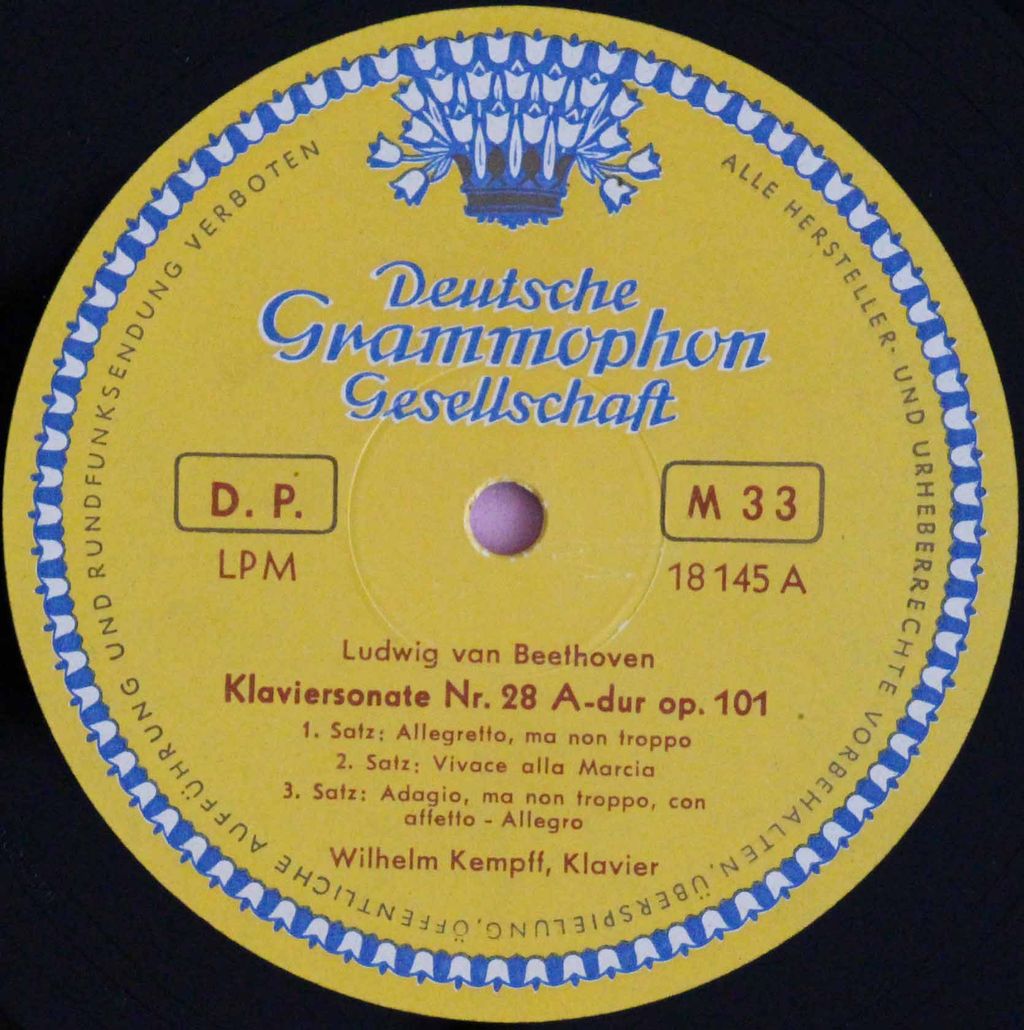 Deutsche
Grammophon
Gesellschaft
D. P.
M 33
LPM
18 145 A
Ludwig van Beethoven
Klaviersonate Nr. 28 A-dur op. 101
1. Satz: Allegretto, ma non troppo
2. Satz: Vivace alla Marcia
3. Satz: Adagio, ma non troppo, con
affetto - Allegro
Wilhelm Kempff, Klavier
ALLE HERSTELLER- UND URHEBERRECHTE VORBEHALTEN, ÜBERSPIELUNG, ÖFFENTLICHE AUFFÜHRUNG UND RUNDFUNKSENDUNG VERBOTEN